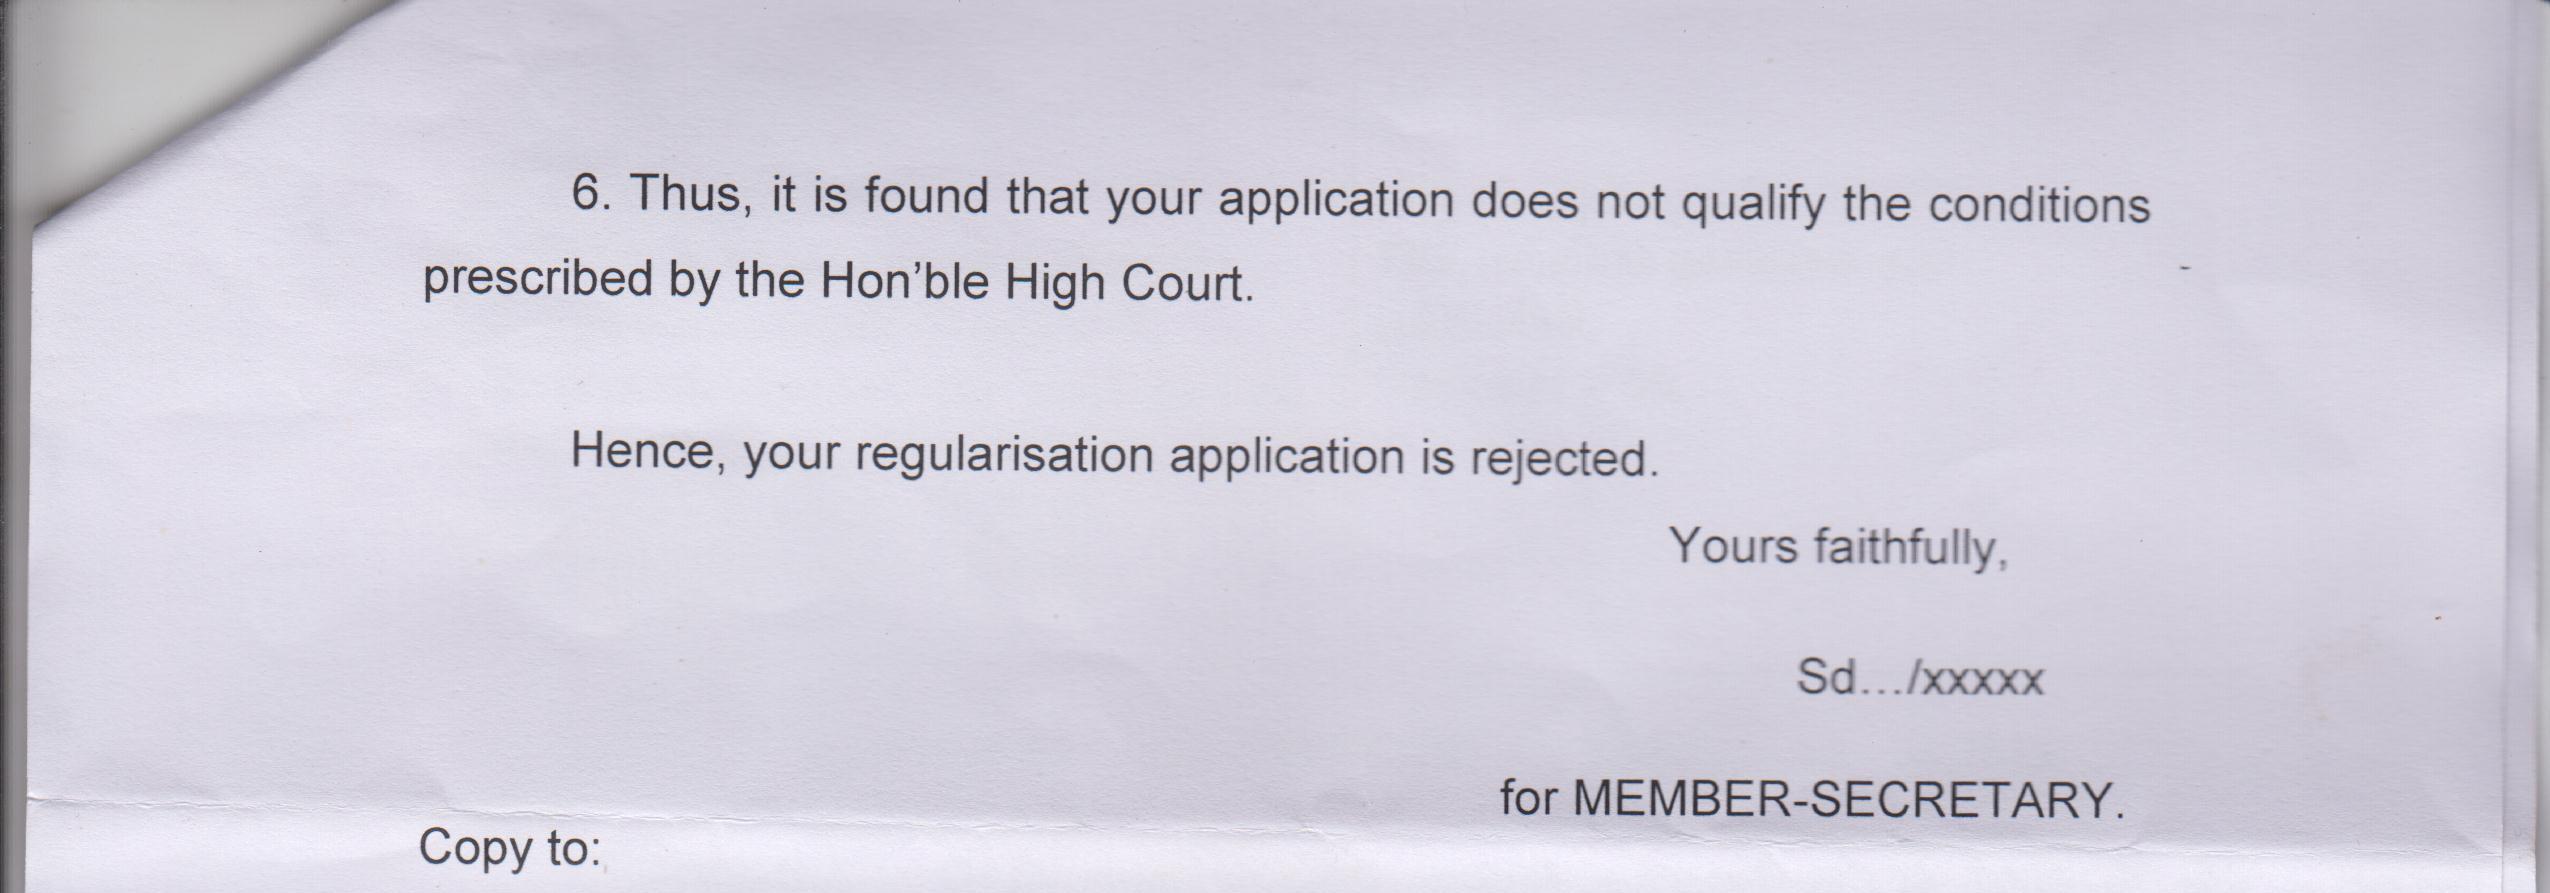 6. Thus, it is found that your application does not qualify the conditions
prescribed by the Hon’ble High Court.
Hence, your regularisation application is rejected.
Yours faithfully,
Sd.../xxxxx
for MEMBER-SECRETARY.
Copy to: